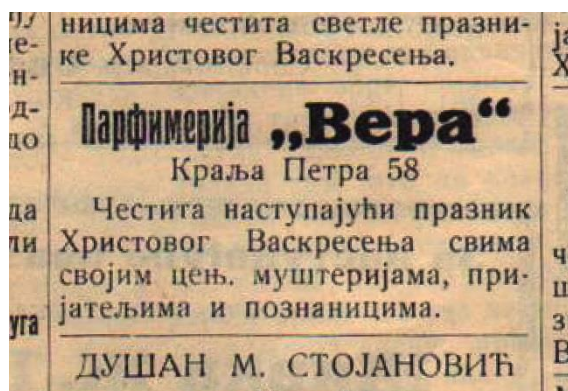 ницима честита светле празни-
ке Христовог Васкресења.
Парфимерија „Вера“
Краља Петра 58
Честита наступајући празник
Христовог Васкресења свима
својим цењ. муштеријама, при-
јатељима и познаницима.
ДУШАН М. СТОЈАНОВИЋ